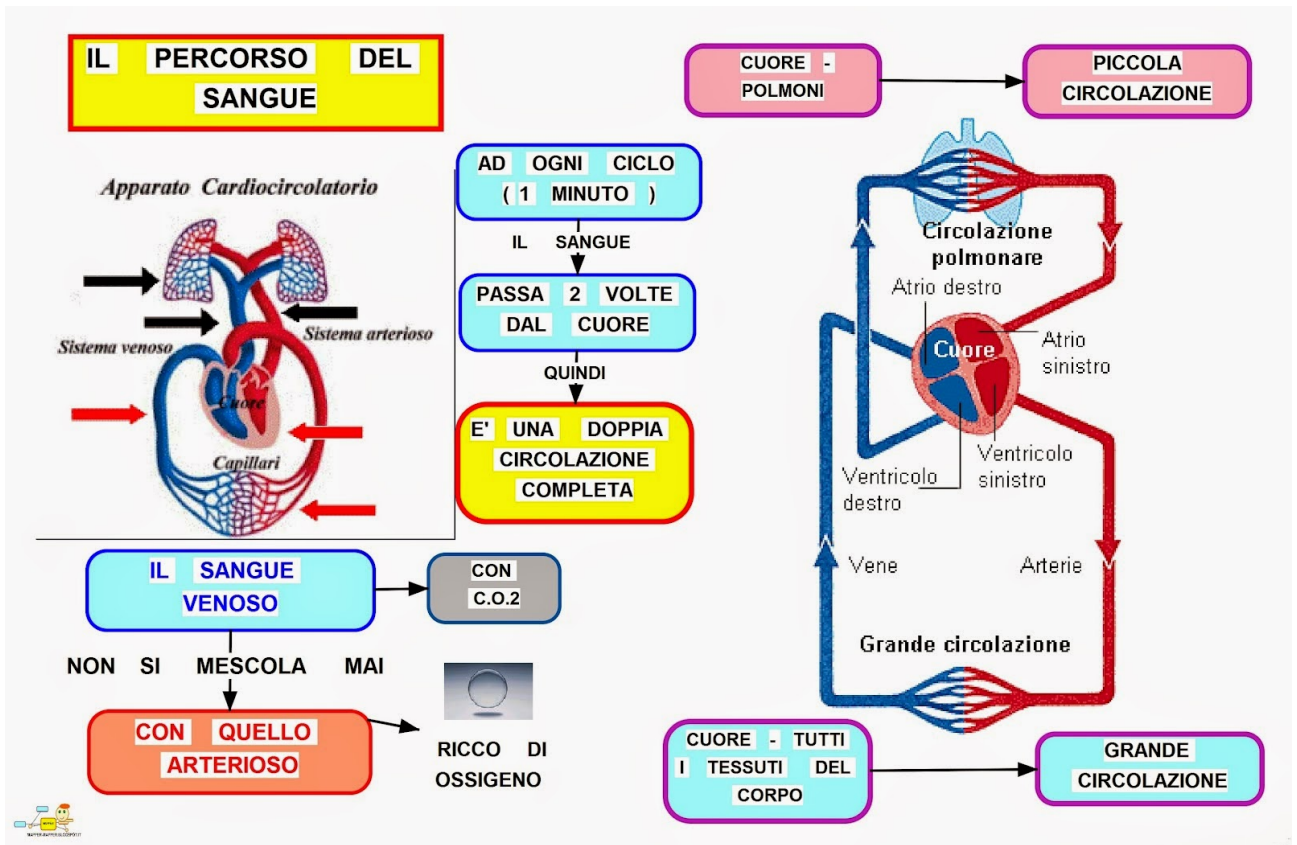 IL PERCORSO DEL
SANGUE
Apparato Cardiocircolatorio
Sistema venoso
Sistema arterioso
Cuore
Capillari
AD OGNI CICLO
( 1 MINUTO )
IL SANGUE
PASSA 2 VOLTE
DAL CUORE
QUINDI
E' UNA DOPPIA
CIRCOLAZIONE
COMPLETA
IL SANGUE
VENOSO
CON
C.O.2
NON SI MESCOLA MAI
CON QUELLO
ARTERIOSO
RICCO DI
OSSIGENO
CUORE -
POLMONI
PICCOLA
CIRCOLAZIONE
Circolazione
polmonare
Atrio destro
Cuore
Atrio
sinistro
Ventricolo
sinistro
Ventricolo
destro
Vene
Arterie
Grande circolazione
CUORE - TUTTI
I TESSUTI DEL
CORPO
GRANDE
CIRCOLAZIONE